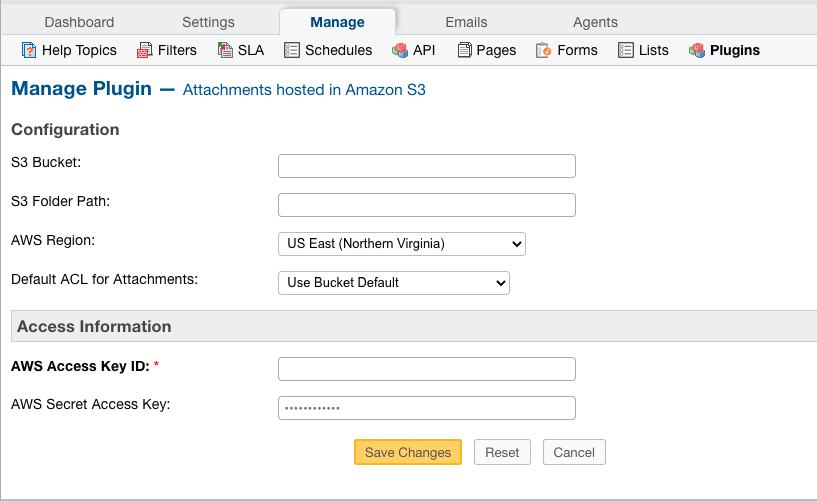 Dashboard Settings Manage Emails Agents
Help Topics Filters SLA Schedules API Pages Forms Lists Plugins
Manage Plugin — Attachments hosted in Amazon S3
Configuration
S3 Bucket:
S3 Folder Path:
AWS Region: US East (Northern Virginia)
Default ACL for Attachments: Use Bucket Default
Access Information
AWS Access Key ID: *
AWS Secret Access Key: ••••••••••••
Save Changes Reset Cancel